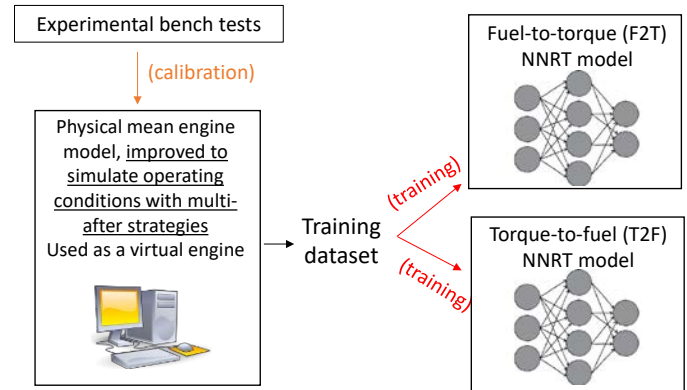 Experimental bench tests
(calibration)
Physical mean engine
model, improved to
simulate operating
conditions with multi-
after strategies
Used as a virtual engine
Training
dataset
(training)
(training)
Fuel-to-torque (F2T)
NNRT model
Torque-to-fuel (T2F)
NNRT model